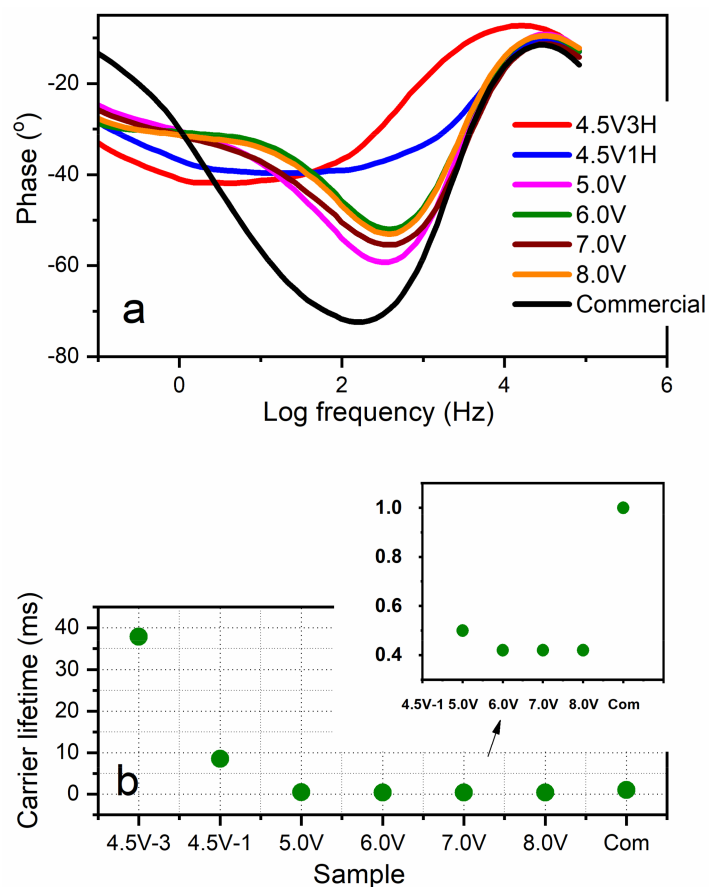 -20
-40
-60
-80
Phase (°)
4.5V3H
4.5V1H
5.0V
6.0V
7.0V
8.0V
Commercial
a
0 2 4 6
Log frequency (Hz)
1.0
0.8
0.6
0.4
4.5V-1 5.0V 6.0V 7.0V 8.0V Com
40
30
20
10
0
Carrier lifetime (ms)
b
4.5V-3 4.5V-1 5.0V 6.0V 7.0V 8.0V Com
Sample